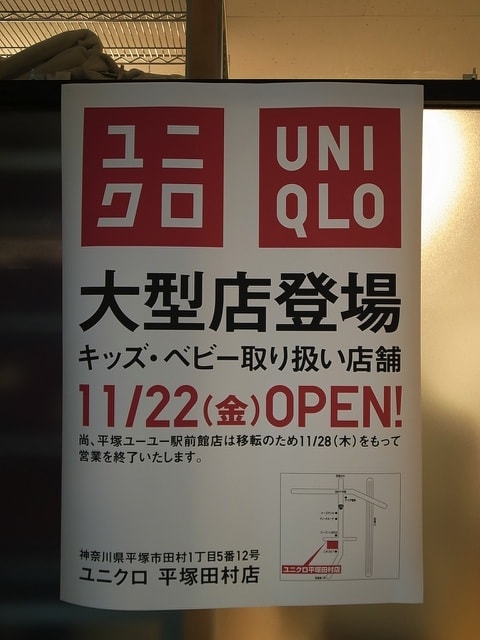 ユニ
クロ
UNI
QLO
大型店登場
キッズ・ベビー取り扱い店舗
11/22(金)OPEN!
尚、平塚ユーユー駅前館店は移転のため11/28(木)をもって
営業を終了いたします。
ユニクロ平塚田村店
神奈川県平塚市田村1丁目5番12号
ユニクロ 平塚田村店